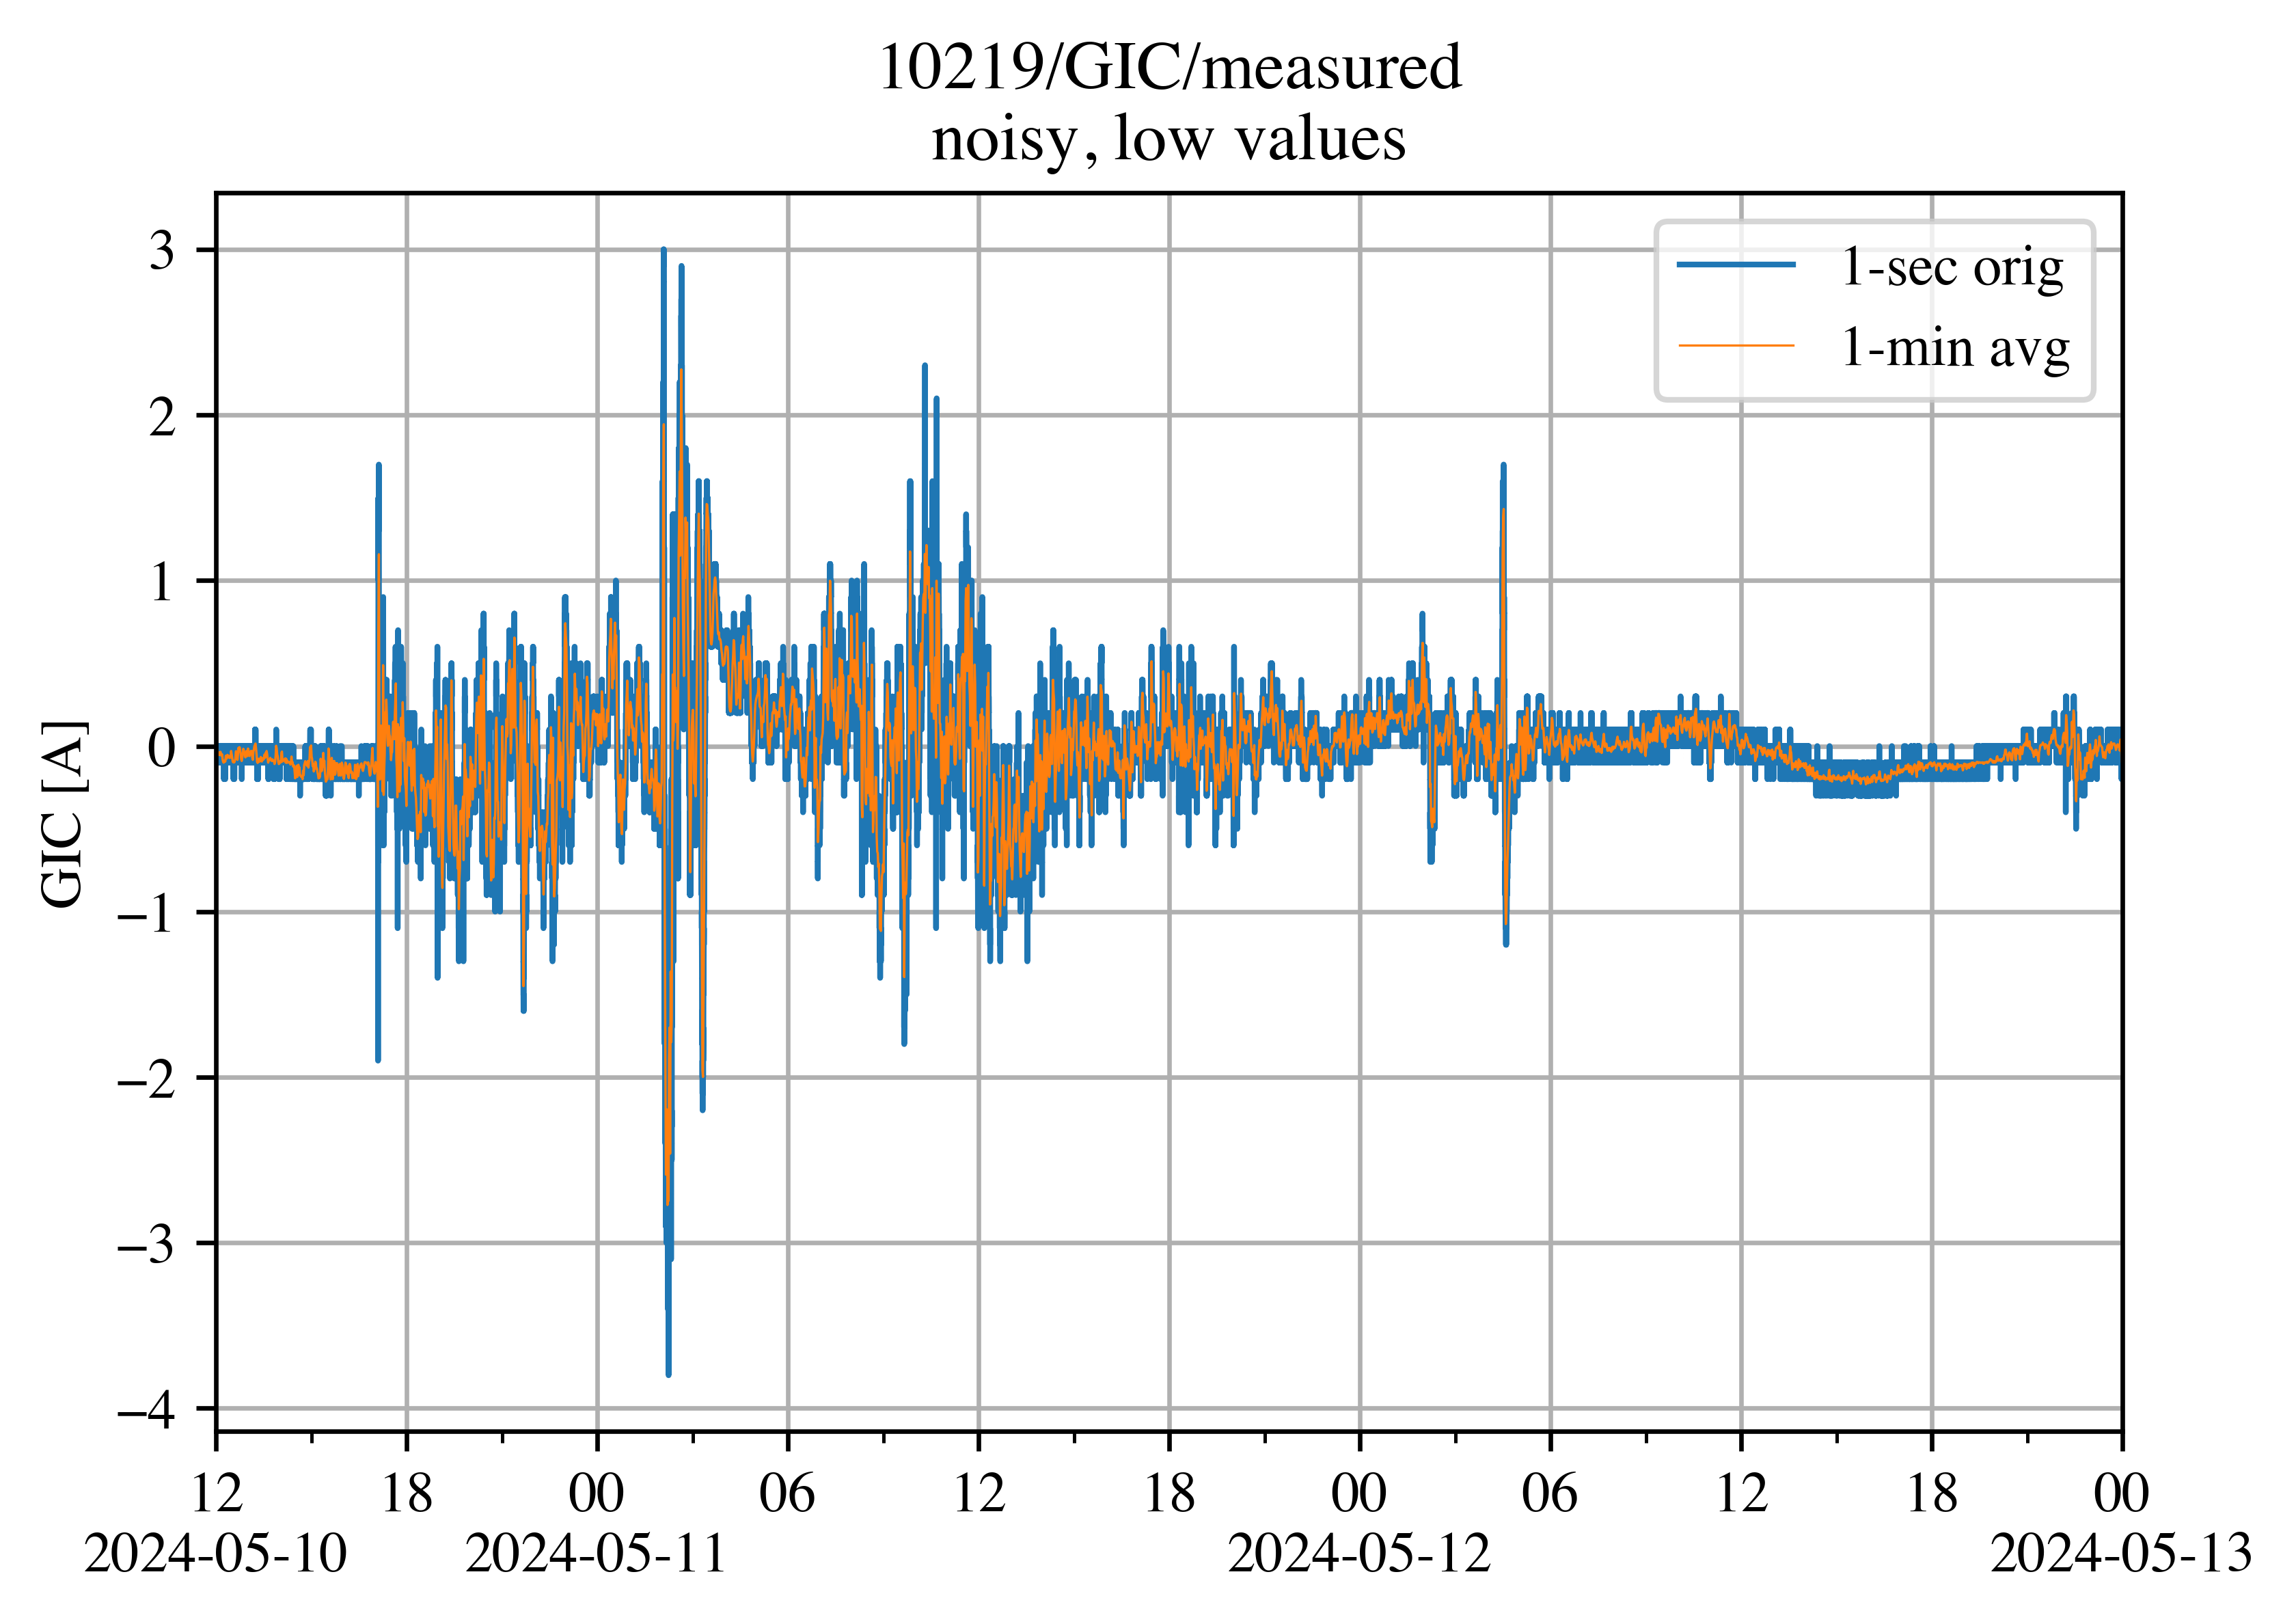 10219/GIC/measured
noisy, low values
1-sec orig
1-min avg
GIC [A]
3
2
1
0
−1
−2
−3
−4
12 18 00 06 12 18 00 06 12 18 00
2024-05-10 2024-05-11 2024-05-12 2024-05-13